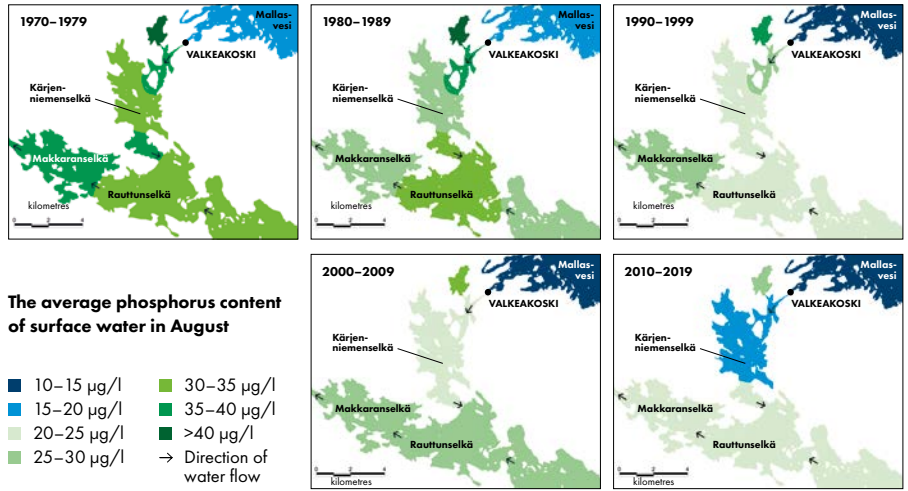 1970–1979
Mallas-
vesi
VALKEAKOSKI
Kärjen-
niemenselkä
Makkaranselkä
Rauttunselkä
kilometres
0 2 4
1980–1989
Mallas-
vesi
VALKEAKOSKI
Kärjen-
niemenselkä
Makkaranselkä
Rauttunselkä
kilometres
0 2 4
1990–1999
Mallas-
vesi
VALKEAKOSKI
Kärjen-
niemenselkä
Makkaranselkä
Rauttunselkä
kilometres
0 2 4
The average phosphorus content
of surface water in August
10–15 µg/l
15–20 µg/l
20–25 µg/l
25–30 µg/l
30–35 µg/l
35–40 µg/l
>40 µg/l
→ Direction of
water flow
2000–2009
Mallas-
vesi
VALKEAKOSKI
Kärjen-
niemenselkä
Makkaranselkä
Rauttunselkä
0 2 4
kilometres
2010–2019
Mallas-
vesi
VALKEAKOSKI
Kärjen-
niemenselkä
Makkaranselkä
Rauttunselkä
0 2 4
kilometres